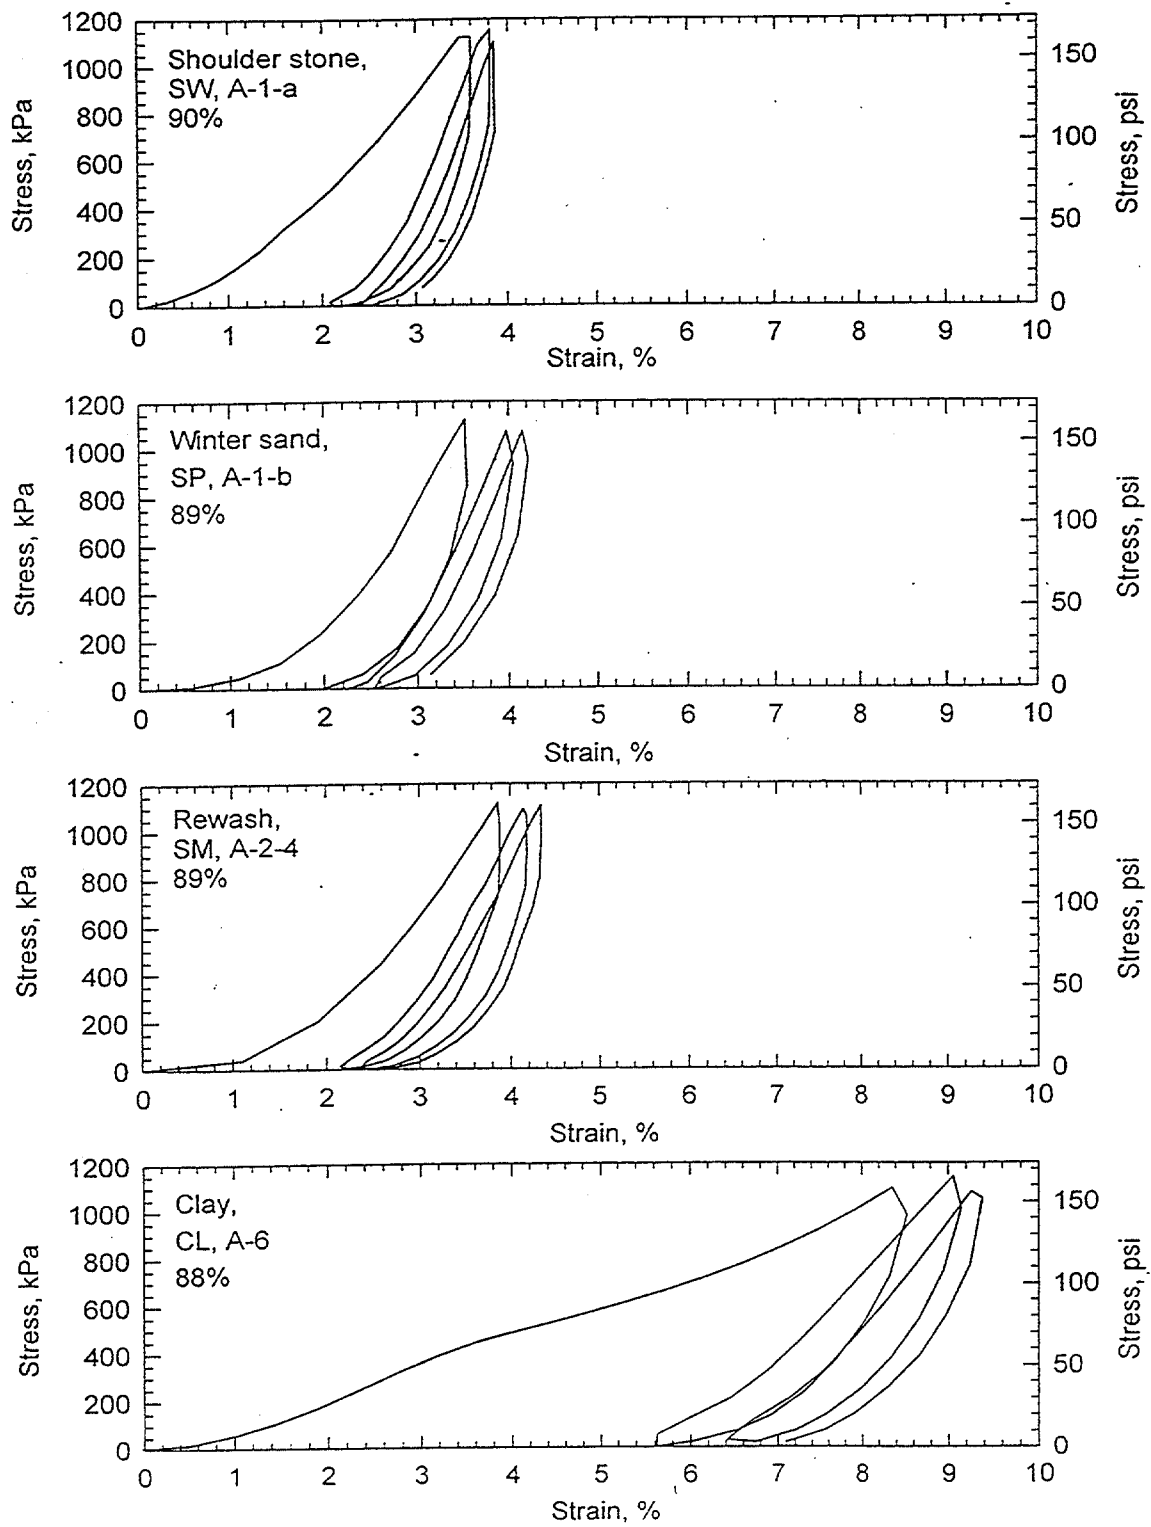 1200
1000
800
600
400
200
0
Stress, kPa
Shoulder stone,
SW, A-1-a
90%
150
100
50
0
Stress, psi
0 1 2 3 4 5 6 7 8 9 10
Strain, %
1200
1000
800
600
400
200
0
Stress, kPa
Winter sand,
SP, A-1-b
89%
150
100
50
0
Stress, psi
0 1 2 3 4 5 6 7 8 9 10
Strain, %
1200
1000
800
600
400
200
0
Stress, kPa
Rewash,
SM, A-2-4
89%
150
100
50
0
Stress, psi
0 1 2 3 4 5 6 7 8 9 10
Strain, %
1200
1000
800
600
400
200
0
Stress, kPa
Clay,
CL, A-6
88%
150
100
50
0
Stress, psi
0 1 2 3 4 5 6 7 8 9 10
Strain, %